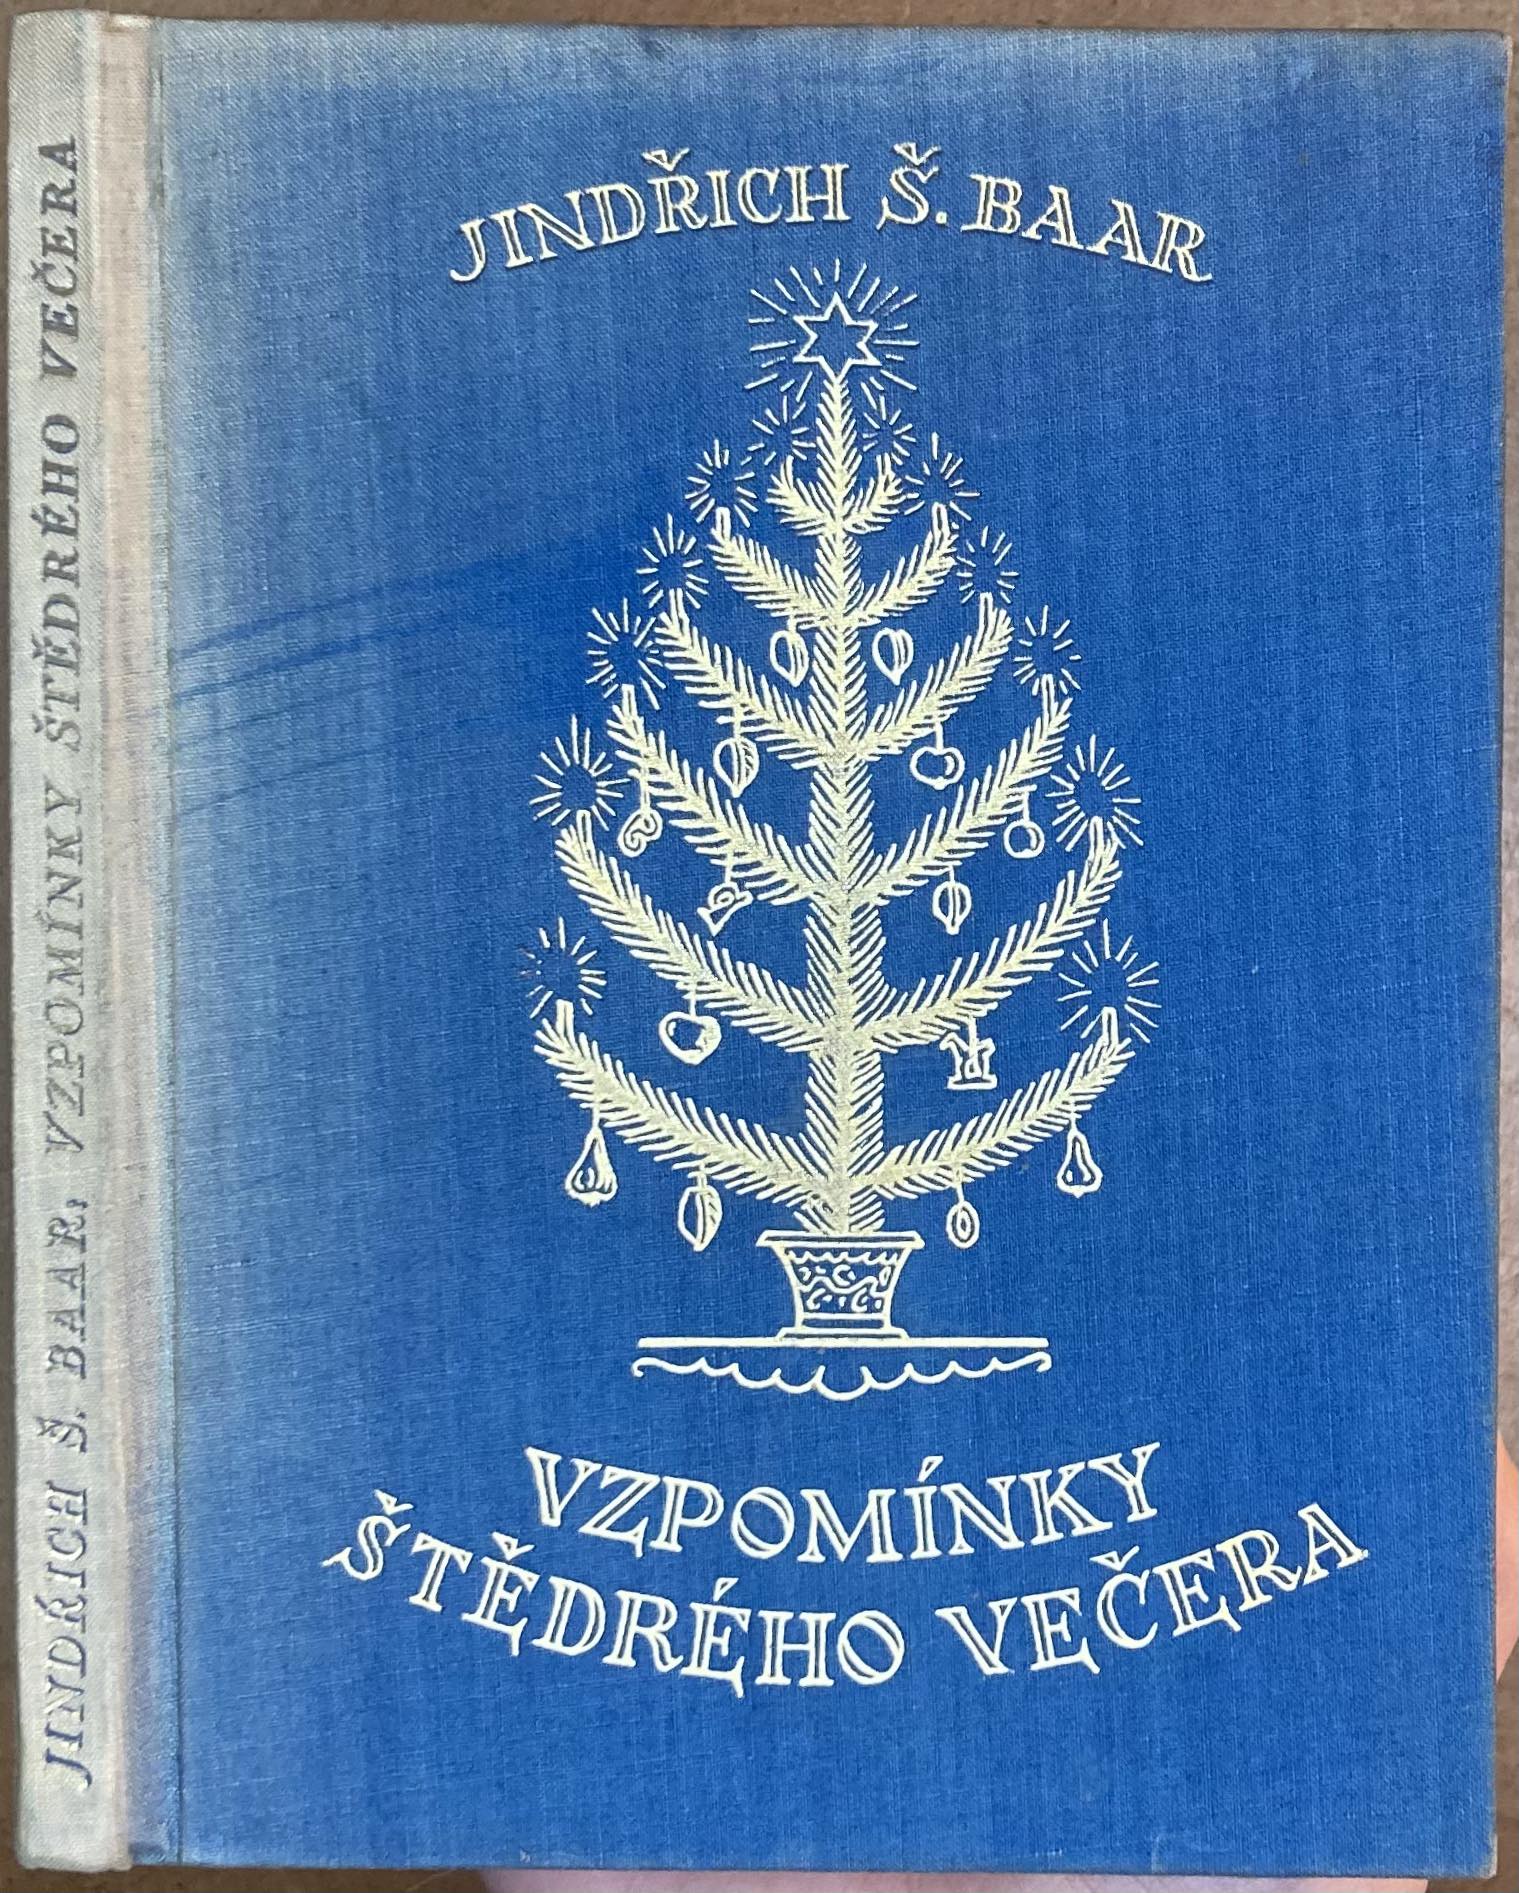 JINDŘICH Š. BAAR, VZPOMÍNKY ŠTĚDRÉHO VEČERA
JINDŘICH Š. BAAR
VZPOMÍNKY
ŠTĚDRÉHO VEČERA